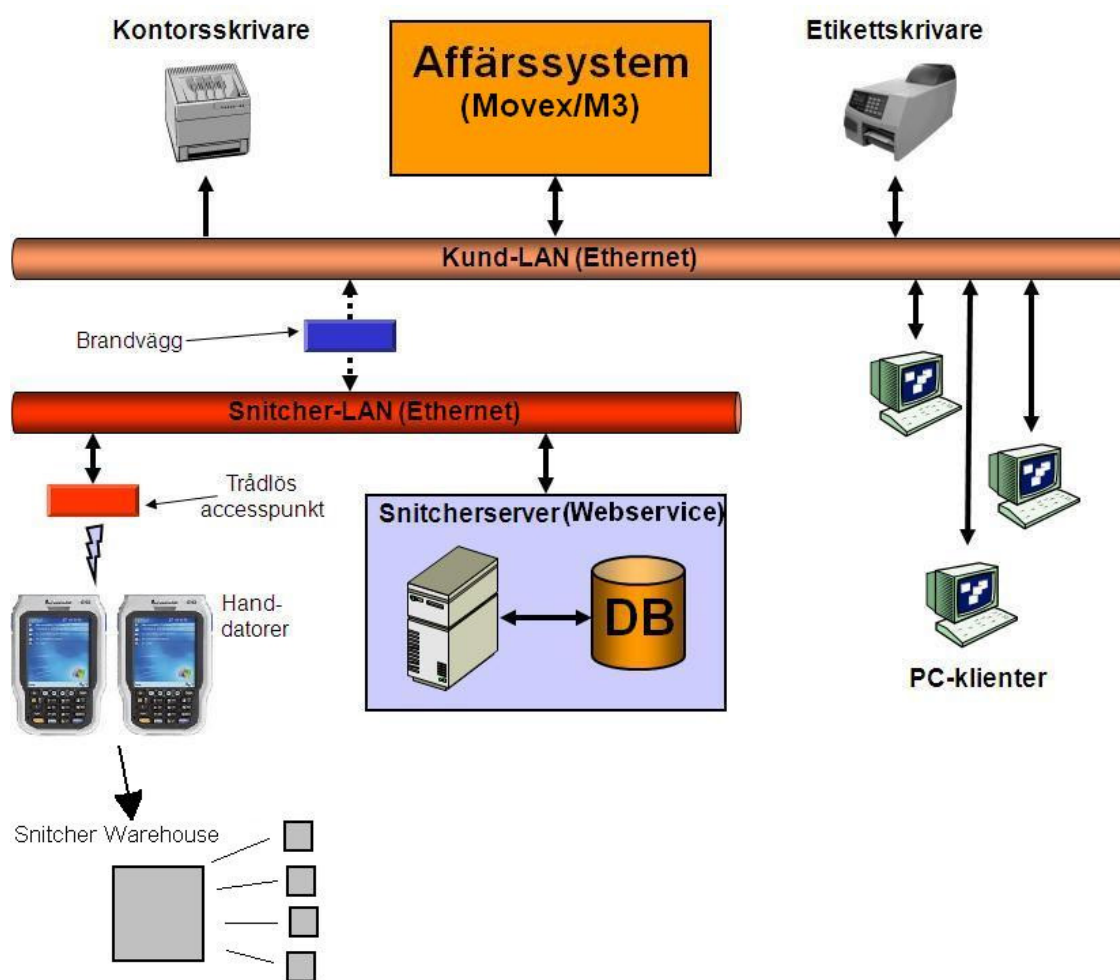 Kontorsskrivare
Affärssystem
(Movex/M3)
Etikettskrivare
Kund-LAN (Ethernet)
Brandvägg
Snitcher-LAN (Ethernet)
Trådlös
accesspunkt
Snitcherserver (Webservice)
Hand-
datorer
DB
PC-klienter
Snitcher Warehouse